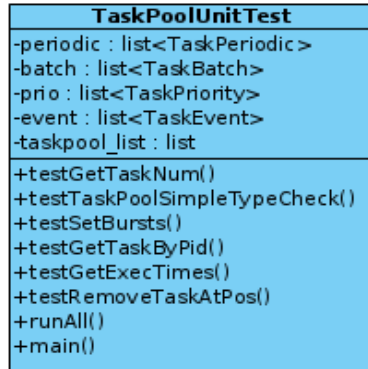 TaskPoolUnitTest
-periodic : list<TaskPeriodic>
-batch : list<TaskBatch>
-prio : list<TaskPriority>
-event : list<TaskEvent>
-taskpool_list : list
+testGetTaskNum()
+testTaskPoolSimpleTypeCheck()
+testSetBursts()
+testGetTaskByPid()
+testGetExecTimes()
+testRemoveTaskAtPos()
+runAll()
+main()